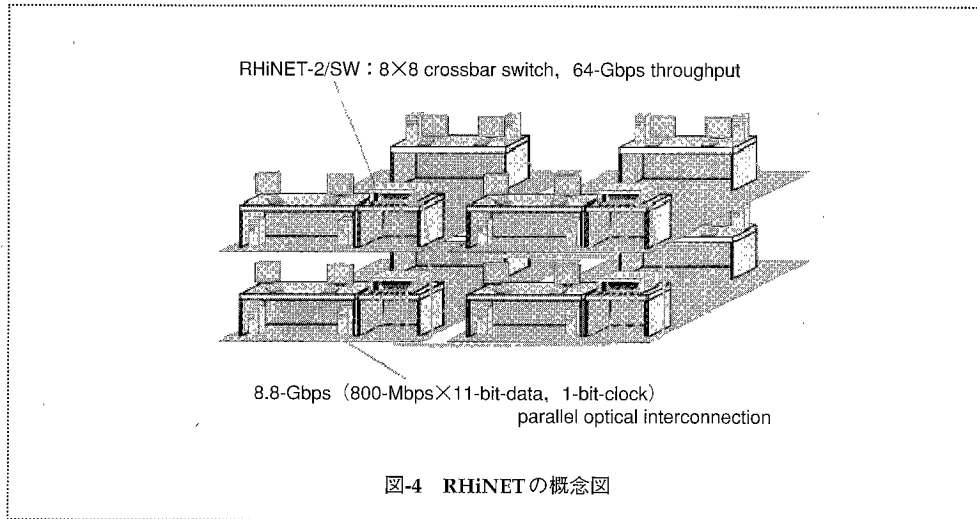 RHiNET-2/SW：8×8 crossbar switch, 64-Gbps throughput
8.8-Gbps（800-Mbps×11-bit-data, 1-bit-clock）
parallel optical interconnection
図-4　RHiNETの概念図